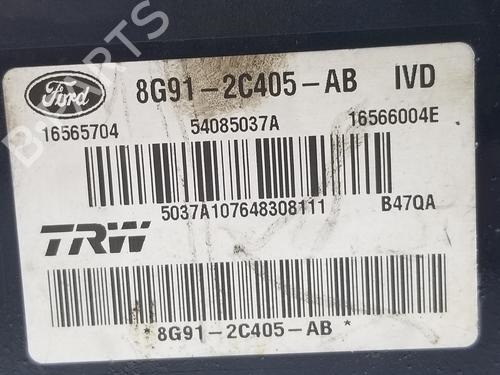 Ford 8G91-2C405-AB IVD
16565704 54085037A 16566004E
5037A107648308111 B47QA
TRW
*8G91-2C405-AB*